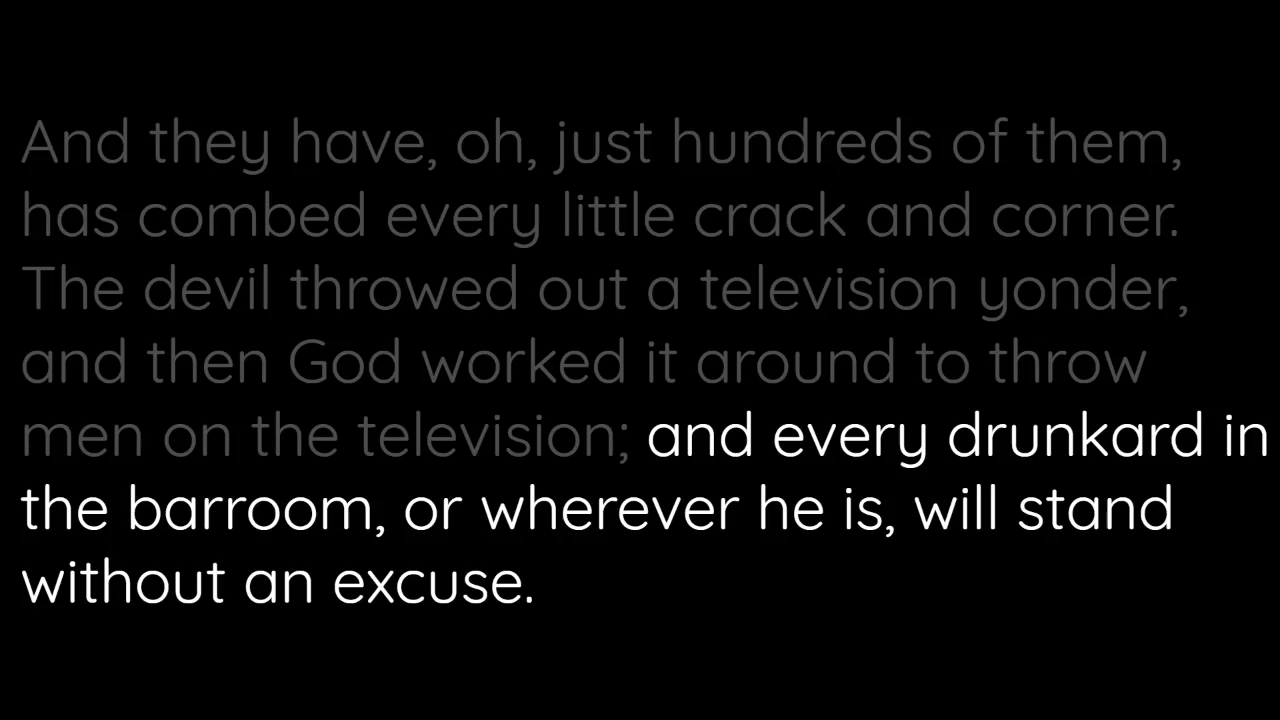 And they have, oh, just hundreds of them,
has combed every little crack and corner.
The devil throwed out a television yonder,
and then God worked it around to throw
men on the television; and every drunkard in
the barroom, or wherever he is, will stand
without an excuse.